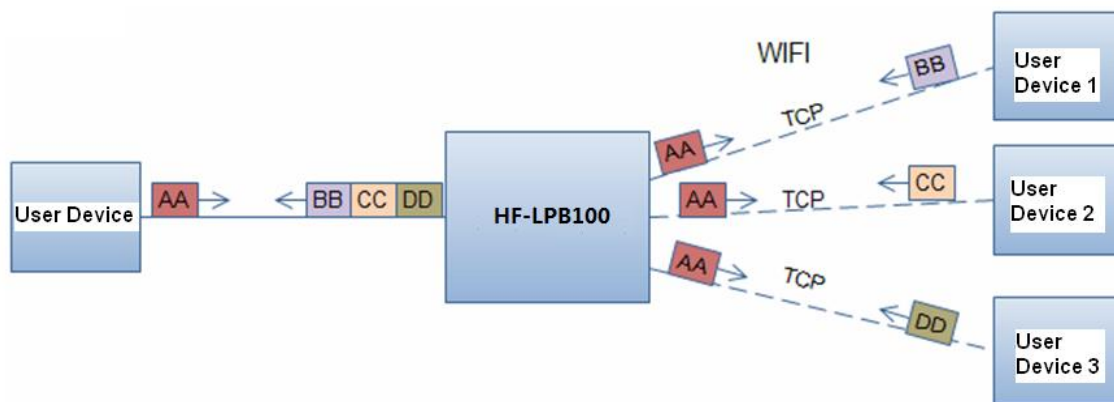 WIFI
User
Device 1
BB
TCP
AA
User Device
AA
BB CC DD
HF-LPB100
AA
TCP
CC
User
Device 2
AA
TCP
DD
User
Device 3